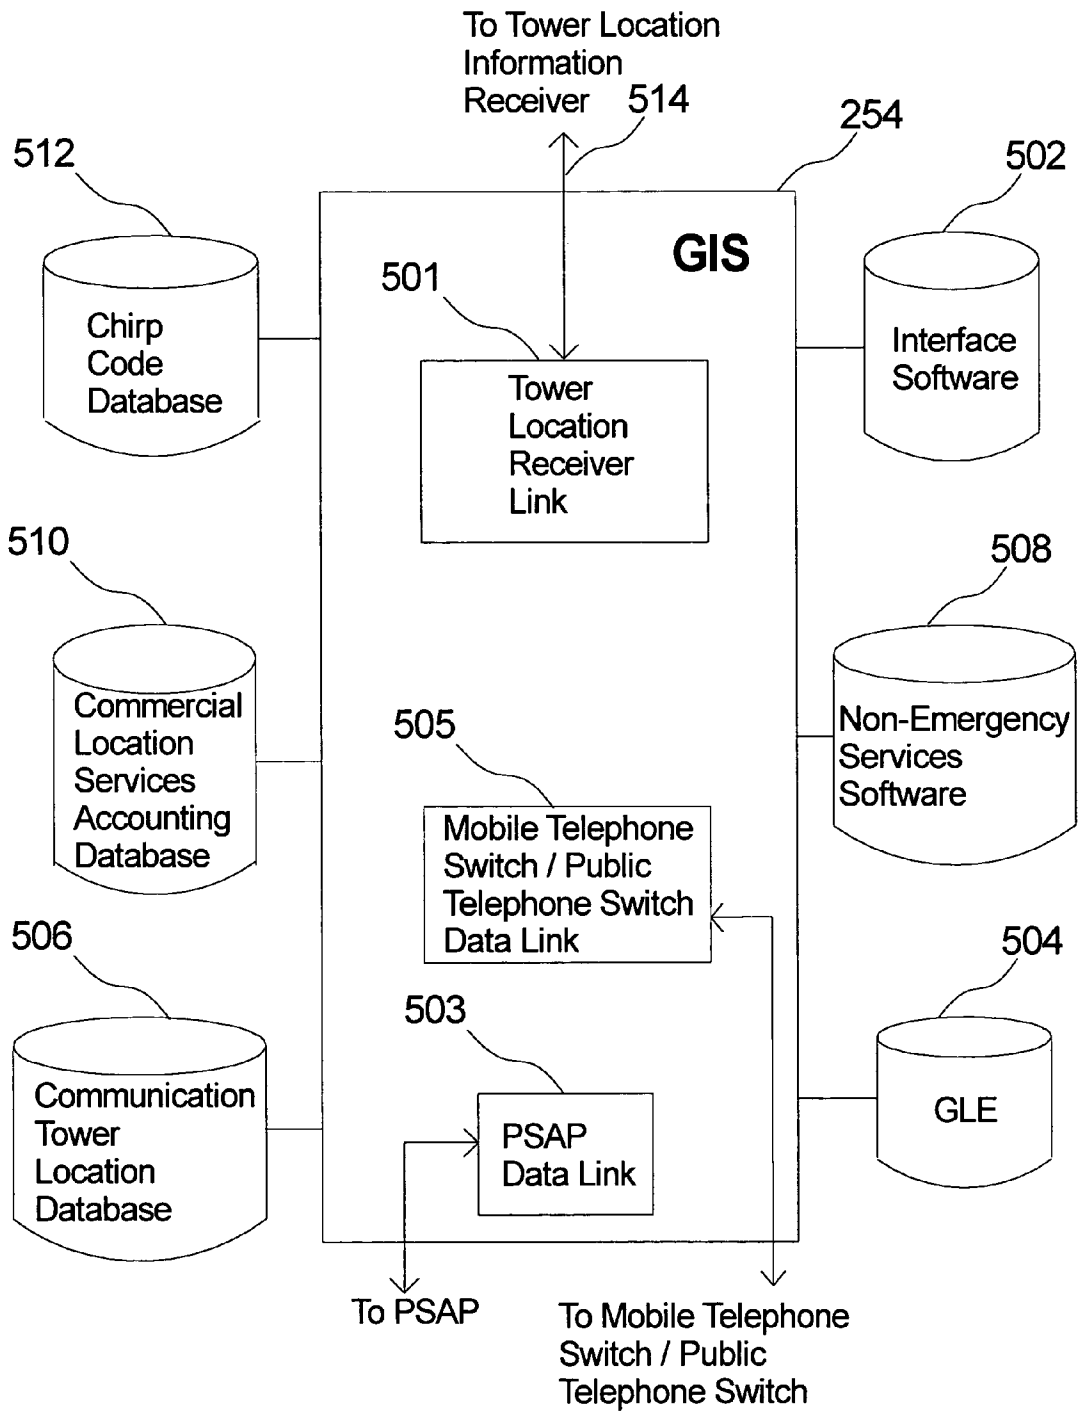 To Tower Location
Information
Receiver
514
254
512
502
GIS
501
Chirp
Code
Database
Interface
Software
Tower
Location
Receiver
Link
510
508
Commercial
Location
Services
Accounting
Database
505
Non-Emergency
Services
Software
Mobile Telephone
Switch / Public
Telephone Switch
Data Link
506
504
503
Communication
Tower
Location
Database
GLE
PSAP
Data Link
To PSAP
To Mobile Telephone
Switch / Public
Telephone Switch